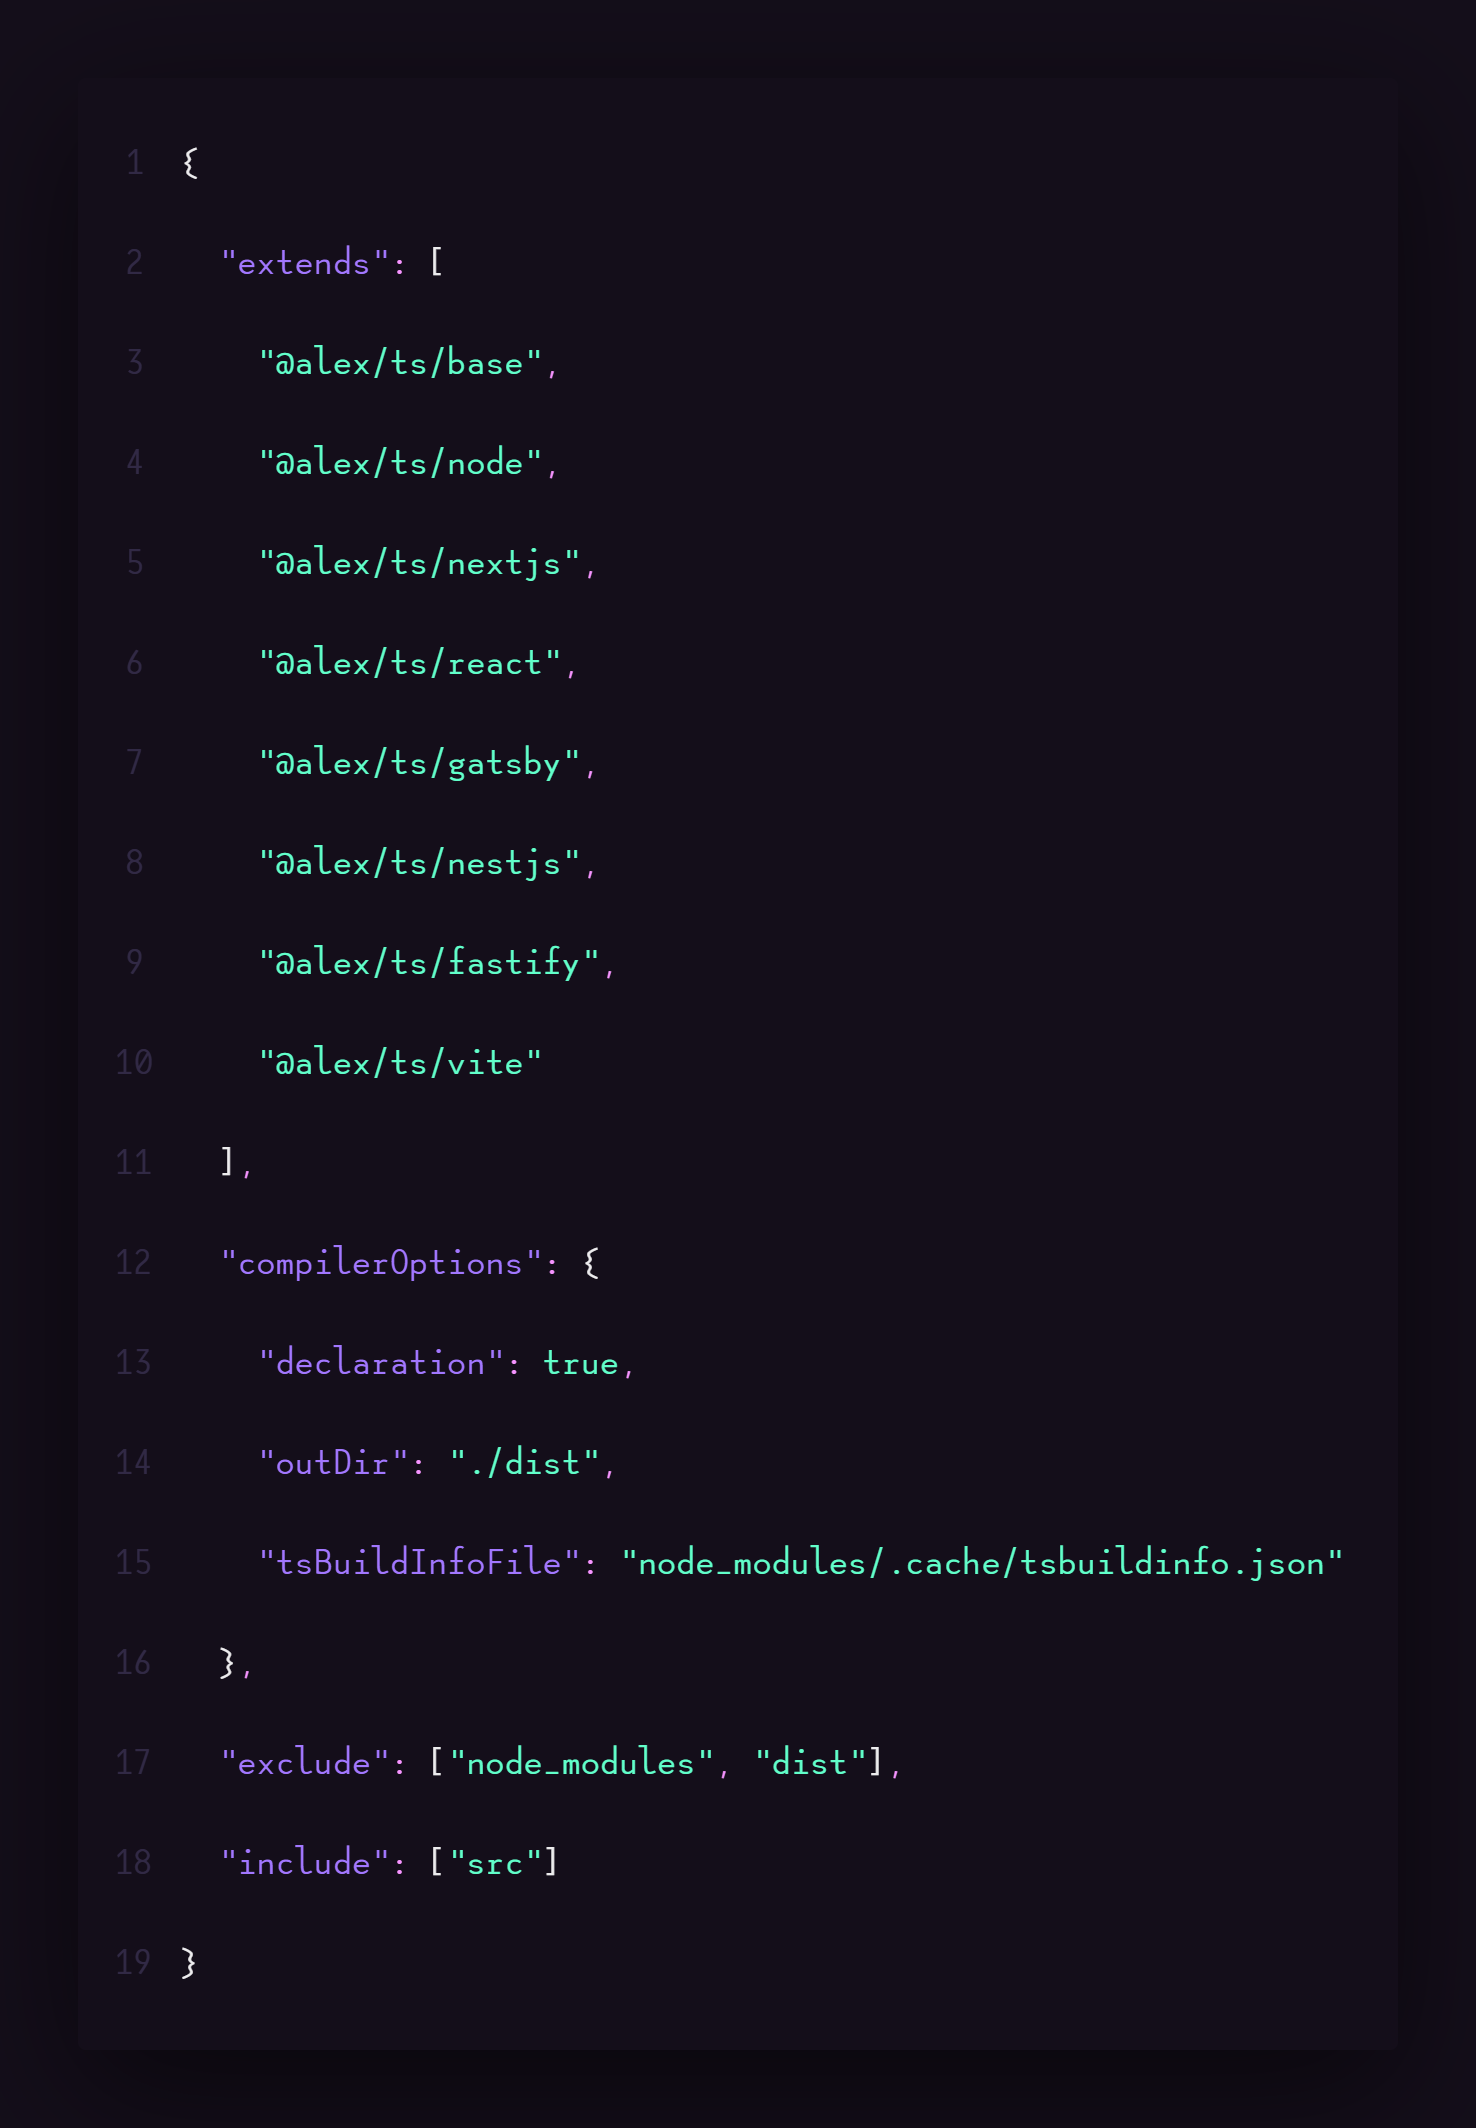 1 {
2   "extends": [
3     "@alex/ts/base",
4     "@alex/ts/node",
5     "@alex/ts/nextjs",
6     "@alex/ts/react",
7     "@alex/ts/gatsby",
8     "@alex/ts/nestjs",
9     "@alex/ts/fastify",
10     "@alex/ts/vite"
11   ],
12   "compilerOptions": {
13     "declaration": true,
14     "outDir": "./dist",
15     "tsBuildInfoFile": "node_modules/.cache/tsbuildinfo.json"
16   },
17   "exclude": ["node_modules", "dist"],
18   "include": ["src"]
19 }